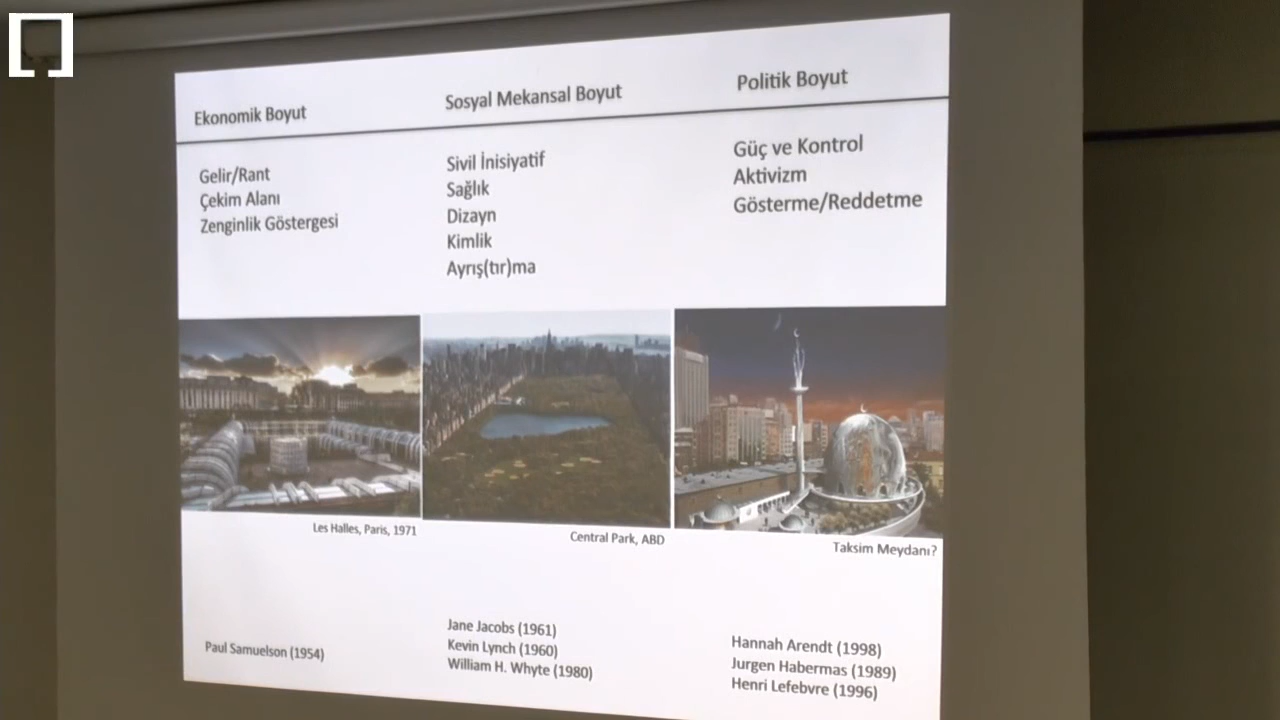 Ekonomik Boyut
Sosyal Mekansal Boyut
Politik Boyut
Gelir/Rant
Çekim Alanı
Zenginlik Göstergesi
Sivil İnisiyatif
Sağlık
Dizayn
Kimlik
Ayrış(tır)ma
Güç ve Kontrol
Aktivizm
Gösterme/Reddetme
Les Halles, Paris, 1971
Central Park, ABD
Taksim Meydanı?
Paul Samuelson (1954)
Jane Jacobs (1961)
Kevin Lynch (1960)
William H. Whyte (1980)
Hannah Arendt (1998)
Jurgen Habermas (1989)
Henri Lefebvre (1996)